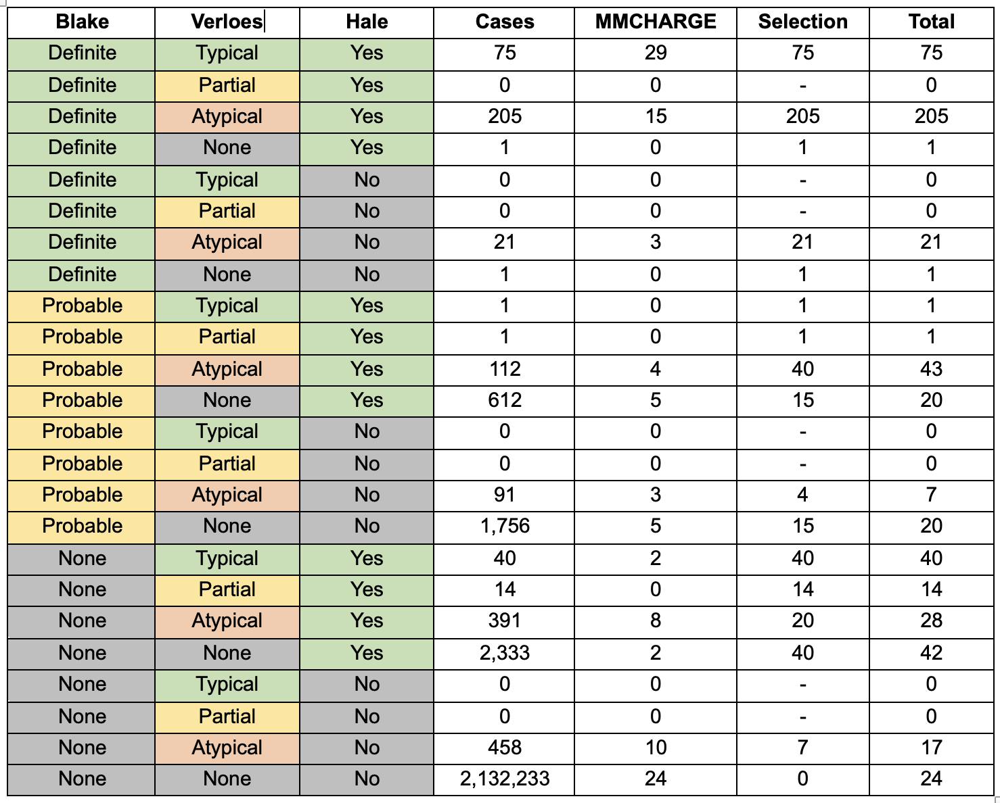 Blake Verloes Hale Cases MMCHARGE Selection Total
Definite Typical Yes 75 29 75 75
Definite Partial Yes 0 0 - 0
Definite Atypical Yes 205 15 205 205
Definite None Yes 1 0 1 1
Definite Typical No 0 0 - 0
Definite Partial No 0 0 - 0
Definite Atypical No 21 3 21 21
Definite None No 1 0 1 1
Probable Typical Yes 1 0 1 1
Probable Partial Yes 1 0 1 1
Probable Atypical Yes 112 4 40 43
Probable None Yes 612 5 15 20
Probable Typical No 0 0 - 0
Probable Partial No 0 0 - 0
Probable Atypical No 91 3 4 7
Probable None No 1,756 5 15 20
None Typical Yes 40 2 40 40
None Partial Yes 14 0 14 14
None Atypical Yes 391 8 20 28
None None Yes 2,333 2 40 42
None Typical No 0 0 - 0
None Partial No 0 0 - 0
None Atypical No 458 10 7 17
None None No 2,132,233 24 0 24